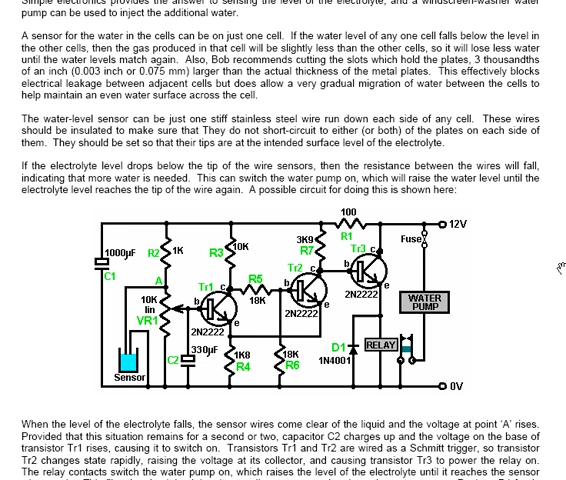 Simple electronics provides the answer to sensing the level of the electrolyte, and a windscreen-washer water
pump can be used to inject the additional water.
A sensor for the water in the cells can be on just one cell. If the water level of any one cell falls below the level in
the other cells, then the gas produced in that cell will be slightly less than the other cells, so it will lose less water
until the water levels match again. Also, Bob recommends cutting the slots which hold the plates, 3 thousandths
of an inch (0.003 inch or 0.075 mm) larger than the actual thickness of the metal plates. This effectively blocks
electrical leakage between adjacent cells but does allow a very gradual migration of water between the cells to
help maintain an even water surface across the cell.
The water-level sensor can be just one stiff stainless steel wire run down each side of any cell. These wires
should be insulated to make sure that They do not short-circuit to either (or both) of the plates on each side of
them. They should be set so that their tips are at the intended surface level of the electrolyte.
If the electrolyte level drops below the tip of the wire sensors, then the resistance between the wires will fall,
indicating that more water is needed. This can switch the water pump on, which will raise the water level until the
electrolyte level reaches the tip of the wire again. A possible circuit for doing this is shown here:
100
12V
1000µF
R2 1K
R3 10K
3K9
R7
R1
Tr3 c
Fuse
C1
A
Tr1 c
R5
Tr2 c
b
10K
lin
VR1
b
18K
b
2N2222
e
WATER
PUMP
2N2222
e
2N2222
e
330µF
C2
1K8
R4
18K
R6
D1
1N4001
RELAY
Sensor
0V
When the level of the electrolyte falls, the sensor wires come clear of the liquid and the voltage at point 'A' rises.
Provided that this situation remains for a second or two, capacitor C2 charges up and the voltage on the base of
transistor Tr1 rises, causing it to switch on. Transistors Tr1 and Tr2 are wired as a Schmitt trigger, so transistor
Tr2 changes state rapidly, raising the voltage at its collector, and causing transistor Tr3 to power the relay on.
The relay contacts switch the water pump on, which raises the level of the electrolyte until it reaches the sensor